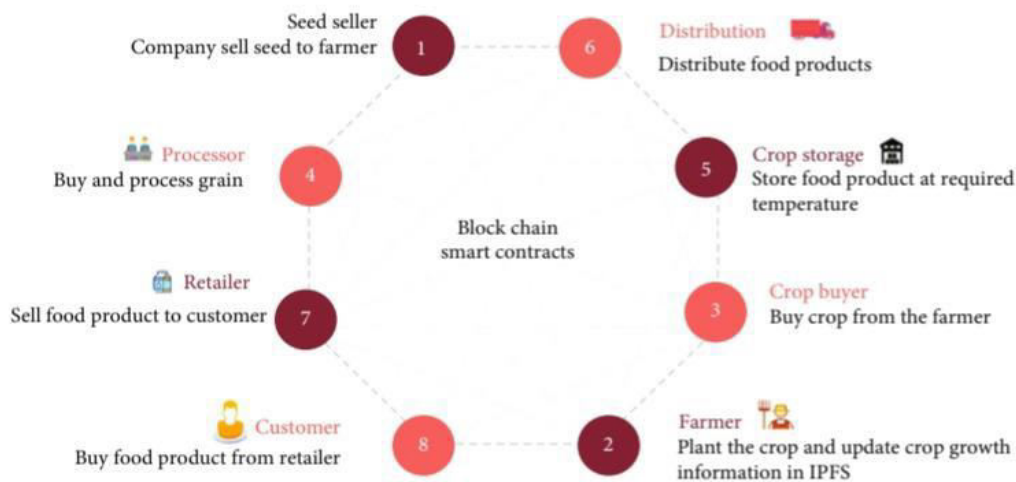 Seed seller
Company sell seed to farmer
1
6
Distribution
Distribute food products
Processor
Buy and process grain
4
5
Crop storage
Store food product at required
temperature
Block chain
smart contracts
Retailer
Sell food product to customer
7
3
Crop buyer
Buy crop from the farmer
Customer
Buy food product from retailer
8
2
Farmer
Plant the crop and update crop growth
information in IPFS